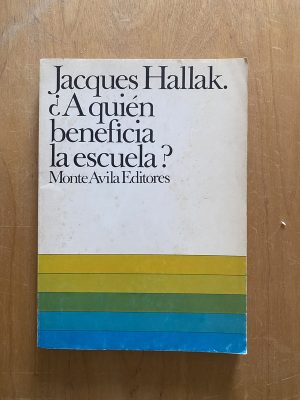 Jacques Hallak.
¿A quién
beneficia
la escuela?
Monte Avila Editores